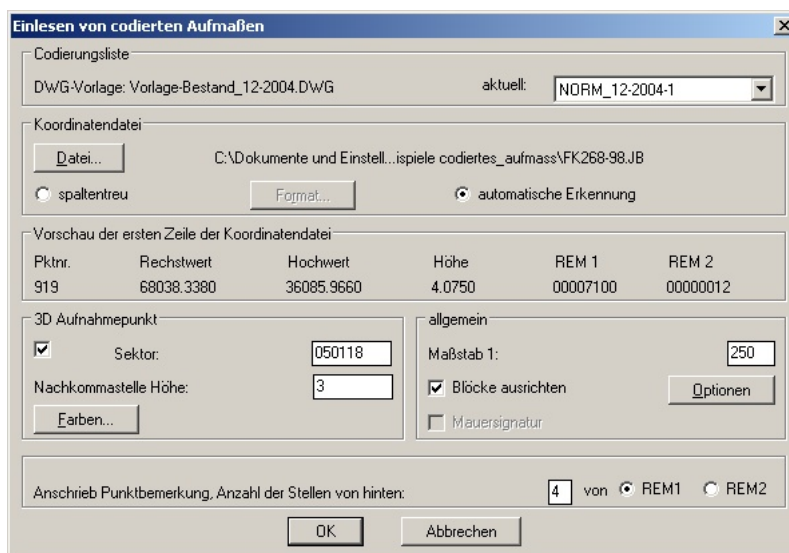 Einlesen von codierten Aufmaßen
Codierungsliste
DWG-Vorlage: Vorlage-Bestand_12-2004.DWG aktuell: NORM_12-2004-1
Koordinatendatei
Datei... C:\Dokumente und Einstell...ispiele codiertes_aufmass\FK268-98.JB
spaltentreu Format... automatische Erkennung
Vorschau der ersten Zeile der Koordinatendatei
Pktnr. Rechstwert Hochwert Höhe REM 1 REM 2
919 68038.3380 36085.9660 4.0750 00007100 00000012
3D Aufnahmepunkt
Sektor: 050118
Nachkommastelle Höhe: 3
Farben...
allgemein
Maßstab 1: 250
Blöcke ausrichten Optionen
Mauersignatur
Anschrieb Punktbemerkung, Anzahl der Stellen von hinten: 4 von REM1 REM2
OK Abbrechen